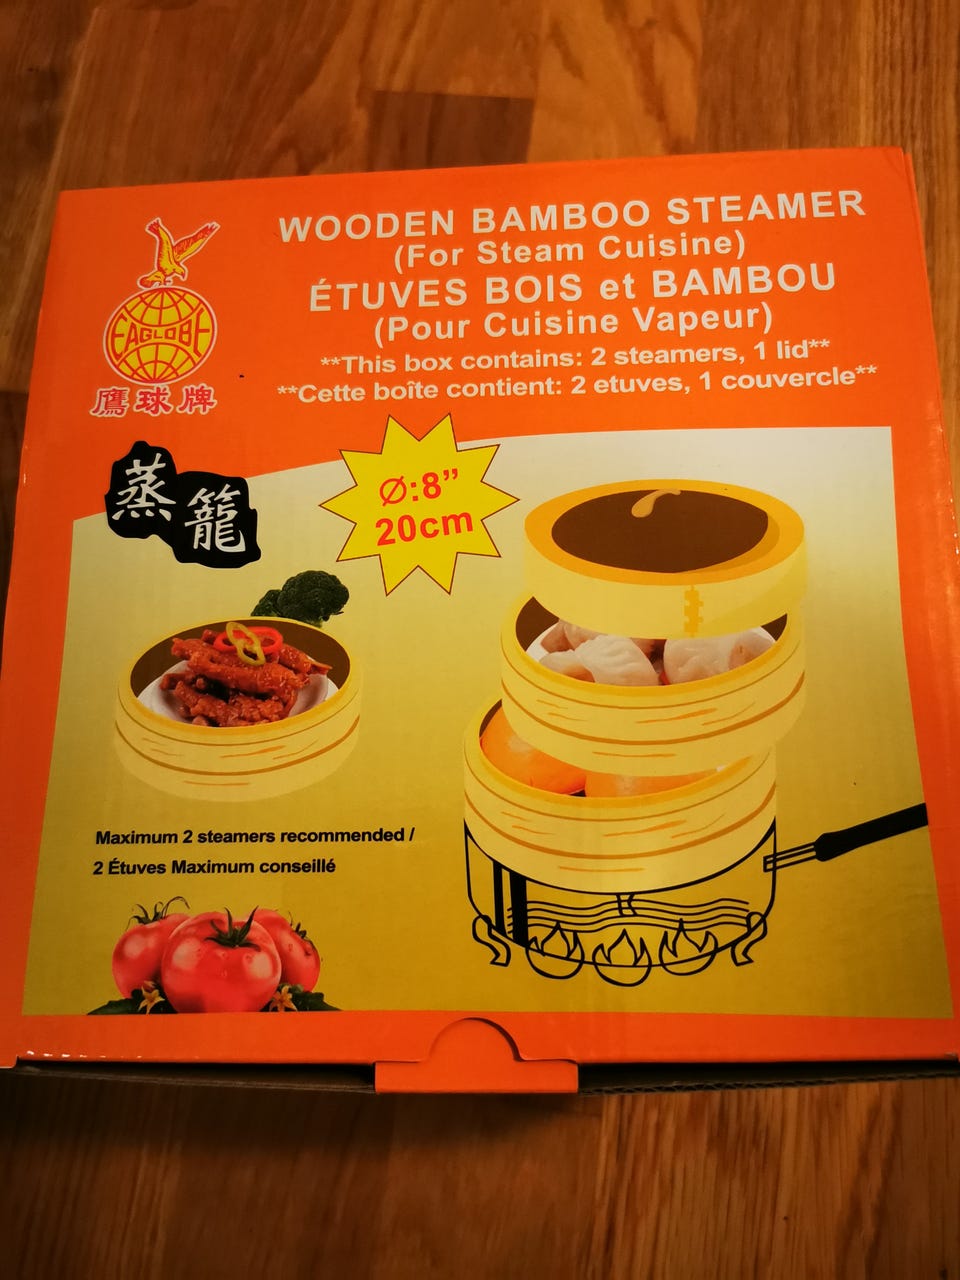 WOODEN BAMBOO STEAMER
(For Steam Cuisine)
ÉTUVES BOIS et BAMBOU
(Pour Cuisine Vapeur)
**This box contains: 2 steamers, 1 lid**
**Cette boîte contient: 2 etuves, 1 couvercle**
EAGLOBE
鷹球牌
蒸籠
Ø:8”
20cm
Maximum 2 steamers recommended /
2 Étuves Maximum conseillé